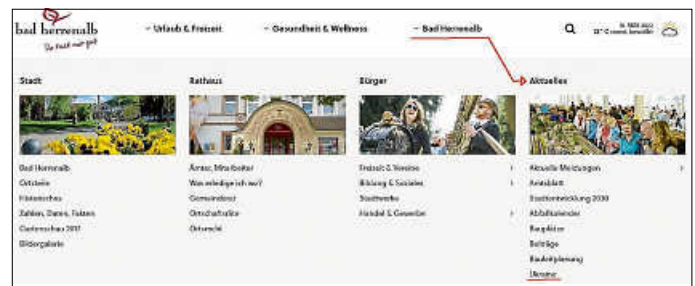 bad herrenalb
Urlaub & Freizeit
Gesundheit & Wellness
Bad Herrenalb
Stadt
Rathaus
Bürger
Aktuelles
Bad Herrenalb
Ortsteile
Historisches
Zahlen, Daten, Fakten
Gartenschau 2017
Bildergalerie
Ämter, Mitarbeiter
Was erledige ich wo?
Gemeinderat
Ortschaftsräte
Ortsrecht
Freizeit & Vereine
Bildung & Soziales
Stadtwerke
Handel & Gewerbe
Aktuelle Meldungen
Amtsblatt
Stadtentwicklung 2030
Abfallkalender
Bauplätze
Beiträge
Bauleitplanung
Ukraine